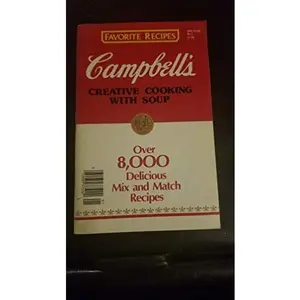 FAVORITE RECIPES
Campbell's
CREATIVE COOKING
WITH SOUP
Over
8,000
Delicious
Mix and Match
Recipes